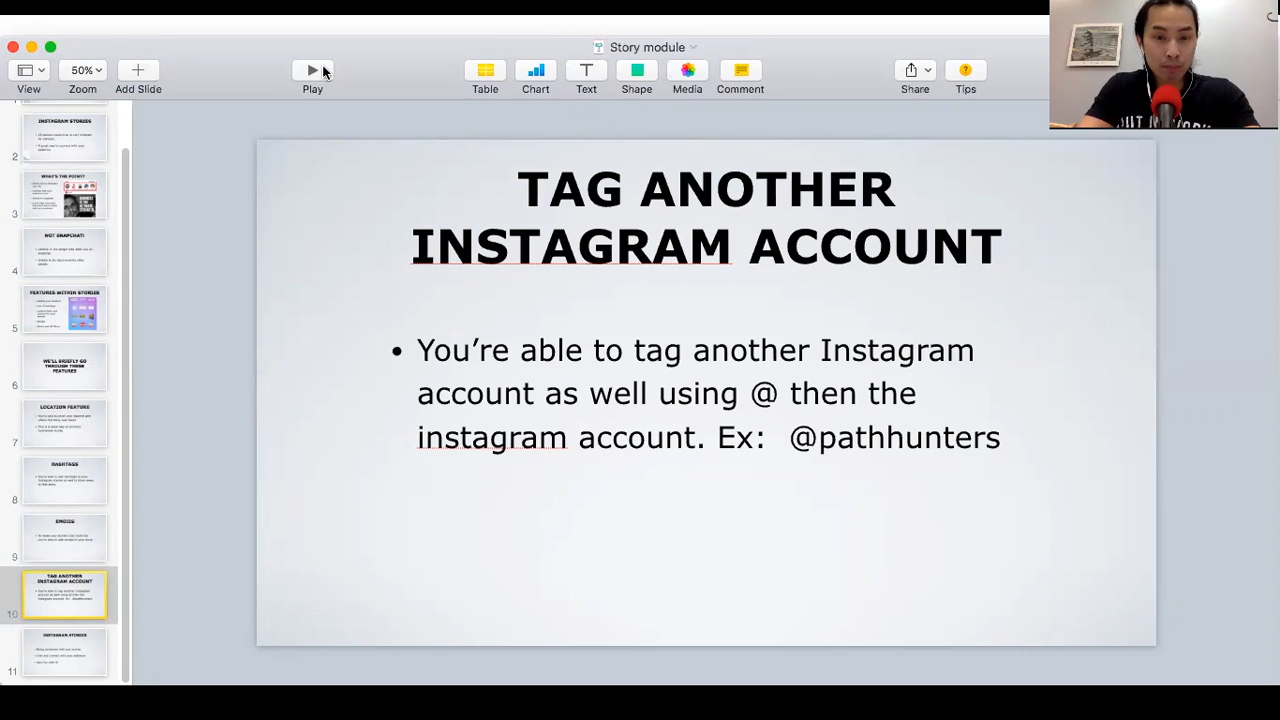 Story module
50%
View
Zoom
Add Slide
Play
Table
Chart
Text
Shape
Media
Comment
Share
Tips
1
INSTAGRAM STORIES
2
WHAT'S THE POINT?
3
NOT SNAPCHAT!
4
FEATURES WITHIN STORIES
5
WE'LL BRIEFLY GO
THROUGH THESE
FEATURES
6
LOCATION FEATURE
7
HASHTAGS
8
EMOJIS
9
TAG ANOTHER
INSTAGRAM ACCOUNT
10
INSTAGRAM STORIES
11
TAG ANOTHER
INSTAGRAM ACCOUNT
• You’re able to tag another Instagram
account as well using @ then the
instagram account. Ex: @pathhunters